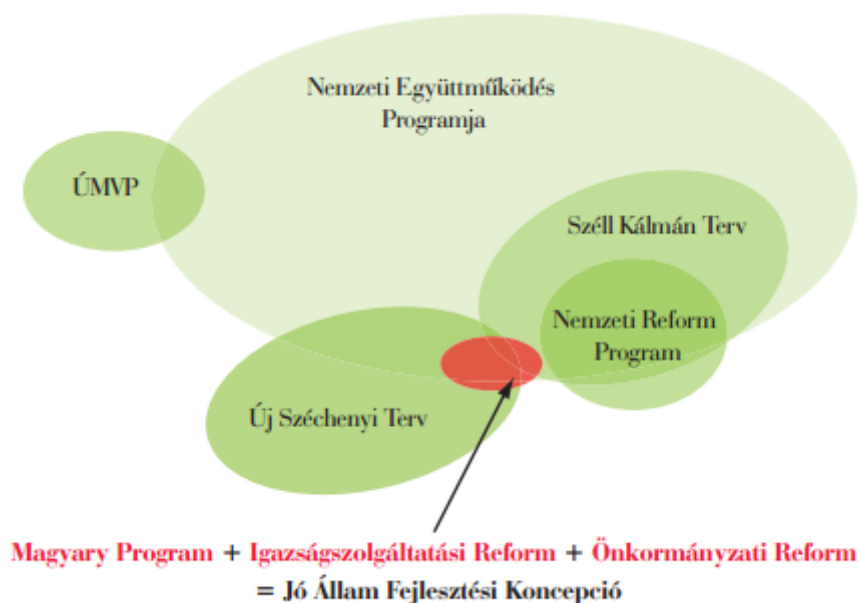 Nemzeti Együttműködés
Programja
ÚMVP
Széll Kálmán Terv
Nemzeti Reform
Program
Új Széchenyi Terv
Magyary Program + Igazságszolgáltatási Reform + Önkormányzati Reform
= Jó Állam Fejlesztési Koncepció